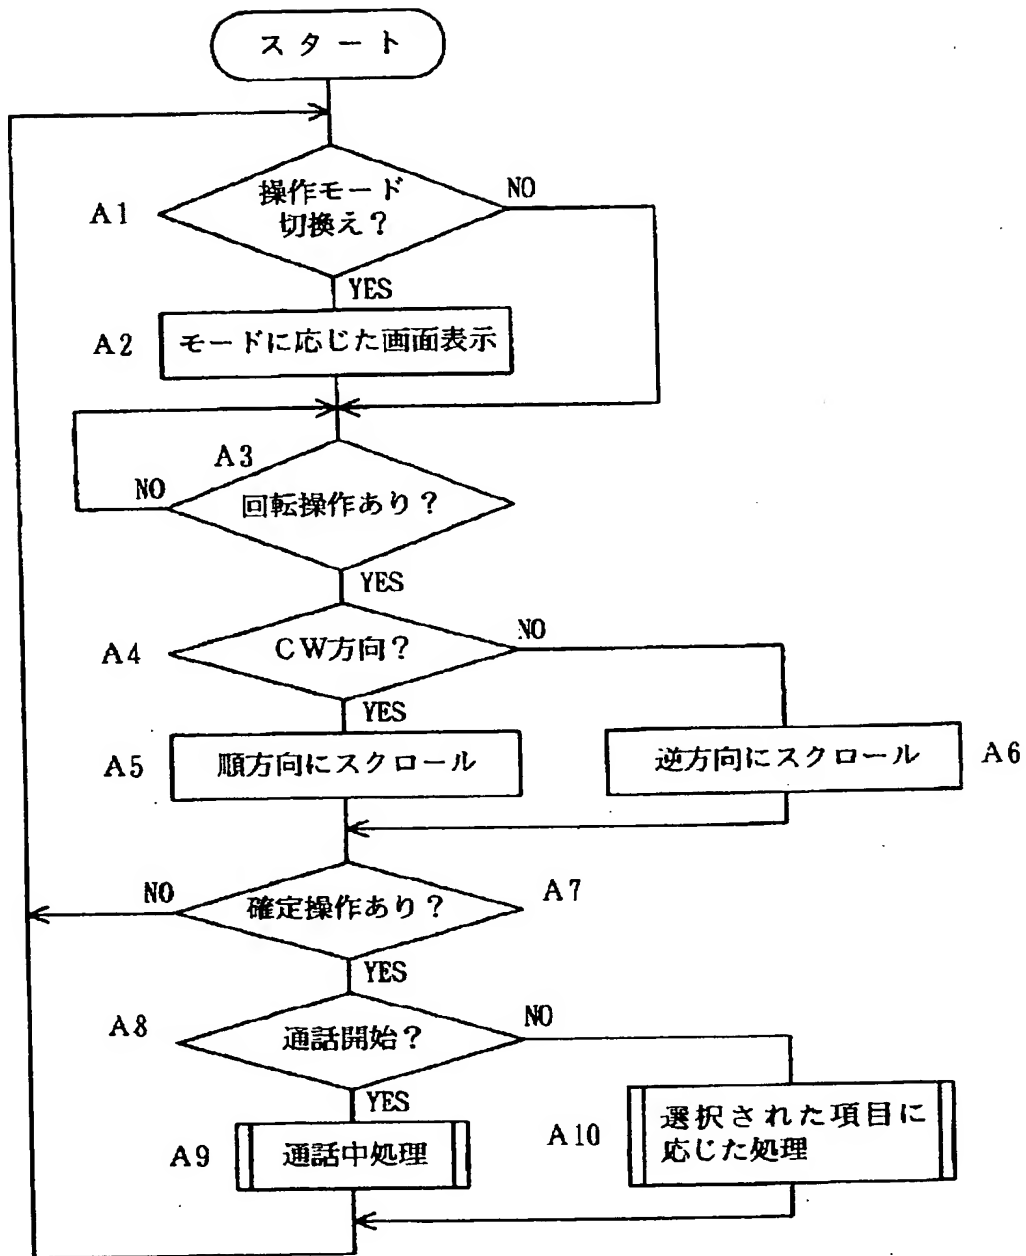 スタート
操作モード
切換え?
NO
A1
YES
A2
モードに応じた画面表示
A3
NO
回転操作あり?
YES
A4
CW方向?
NO
YES
A5
順方向にスクロール
逆方向にスクロール
A6
NO
確定操作あり?
A7
YES
A8
通話開始?
NO
YES
A9
通話中処理
A10
選択された項目に
応じた処理